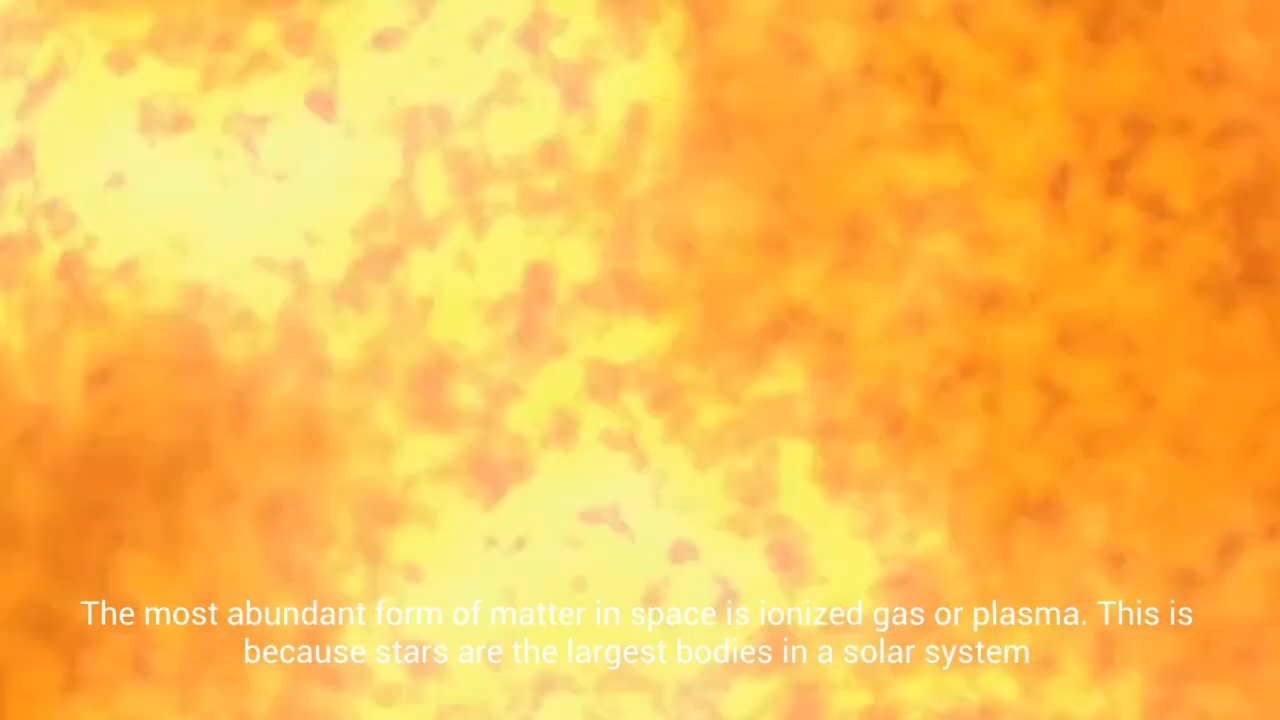 The most abundant form of matter in space is ionized gas or plasma. This is
because stars are the largest bodies in a solar system